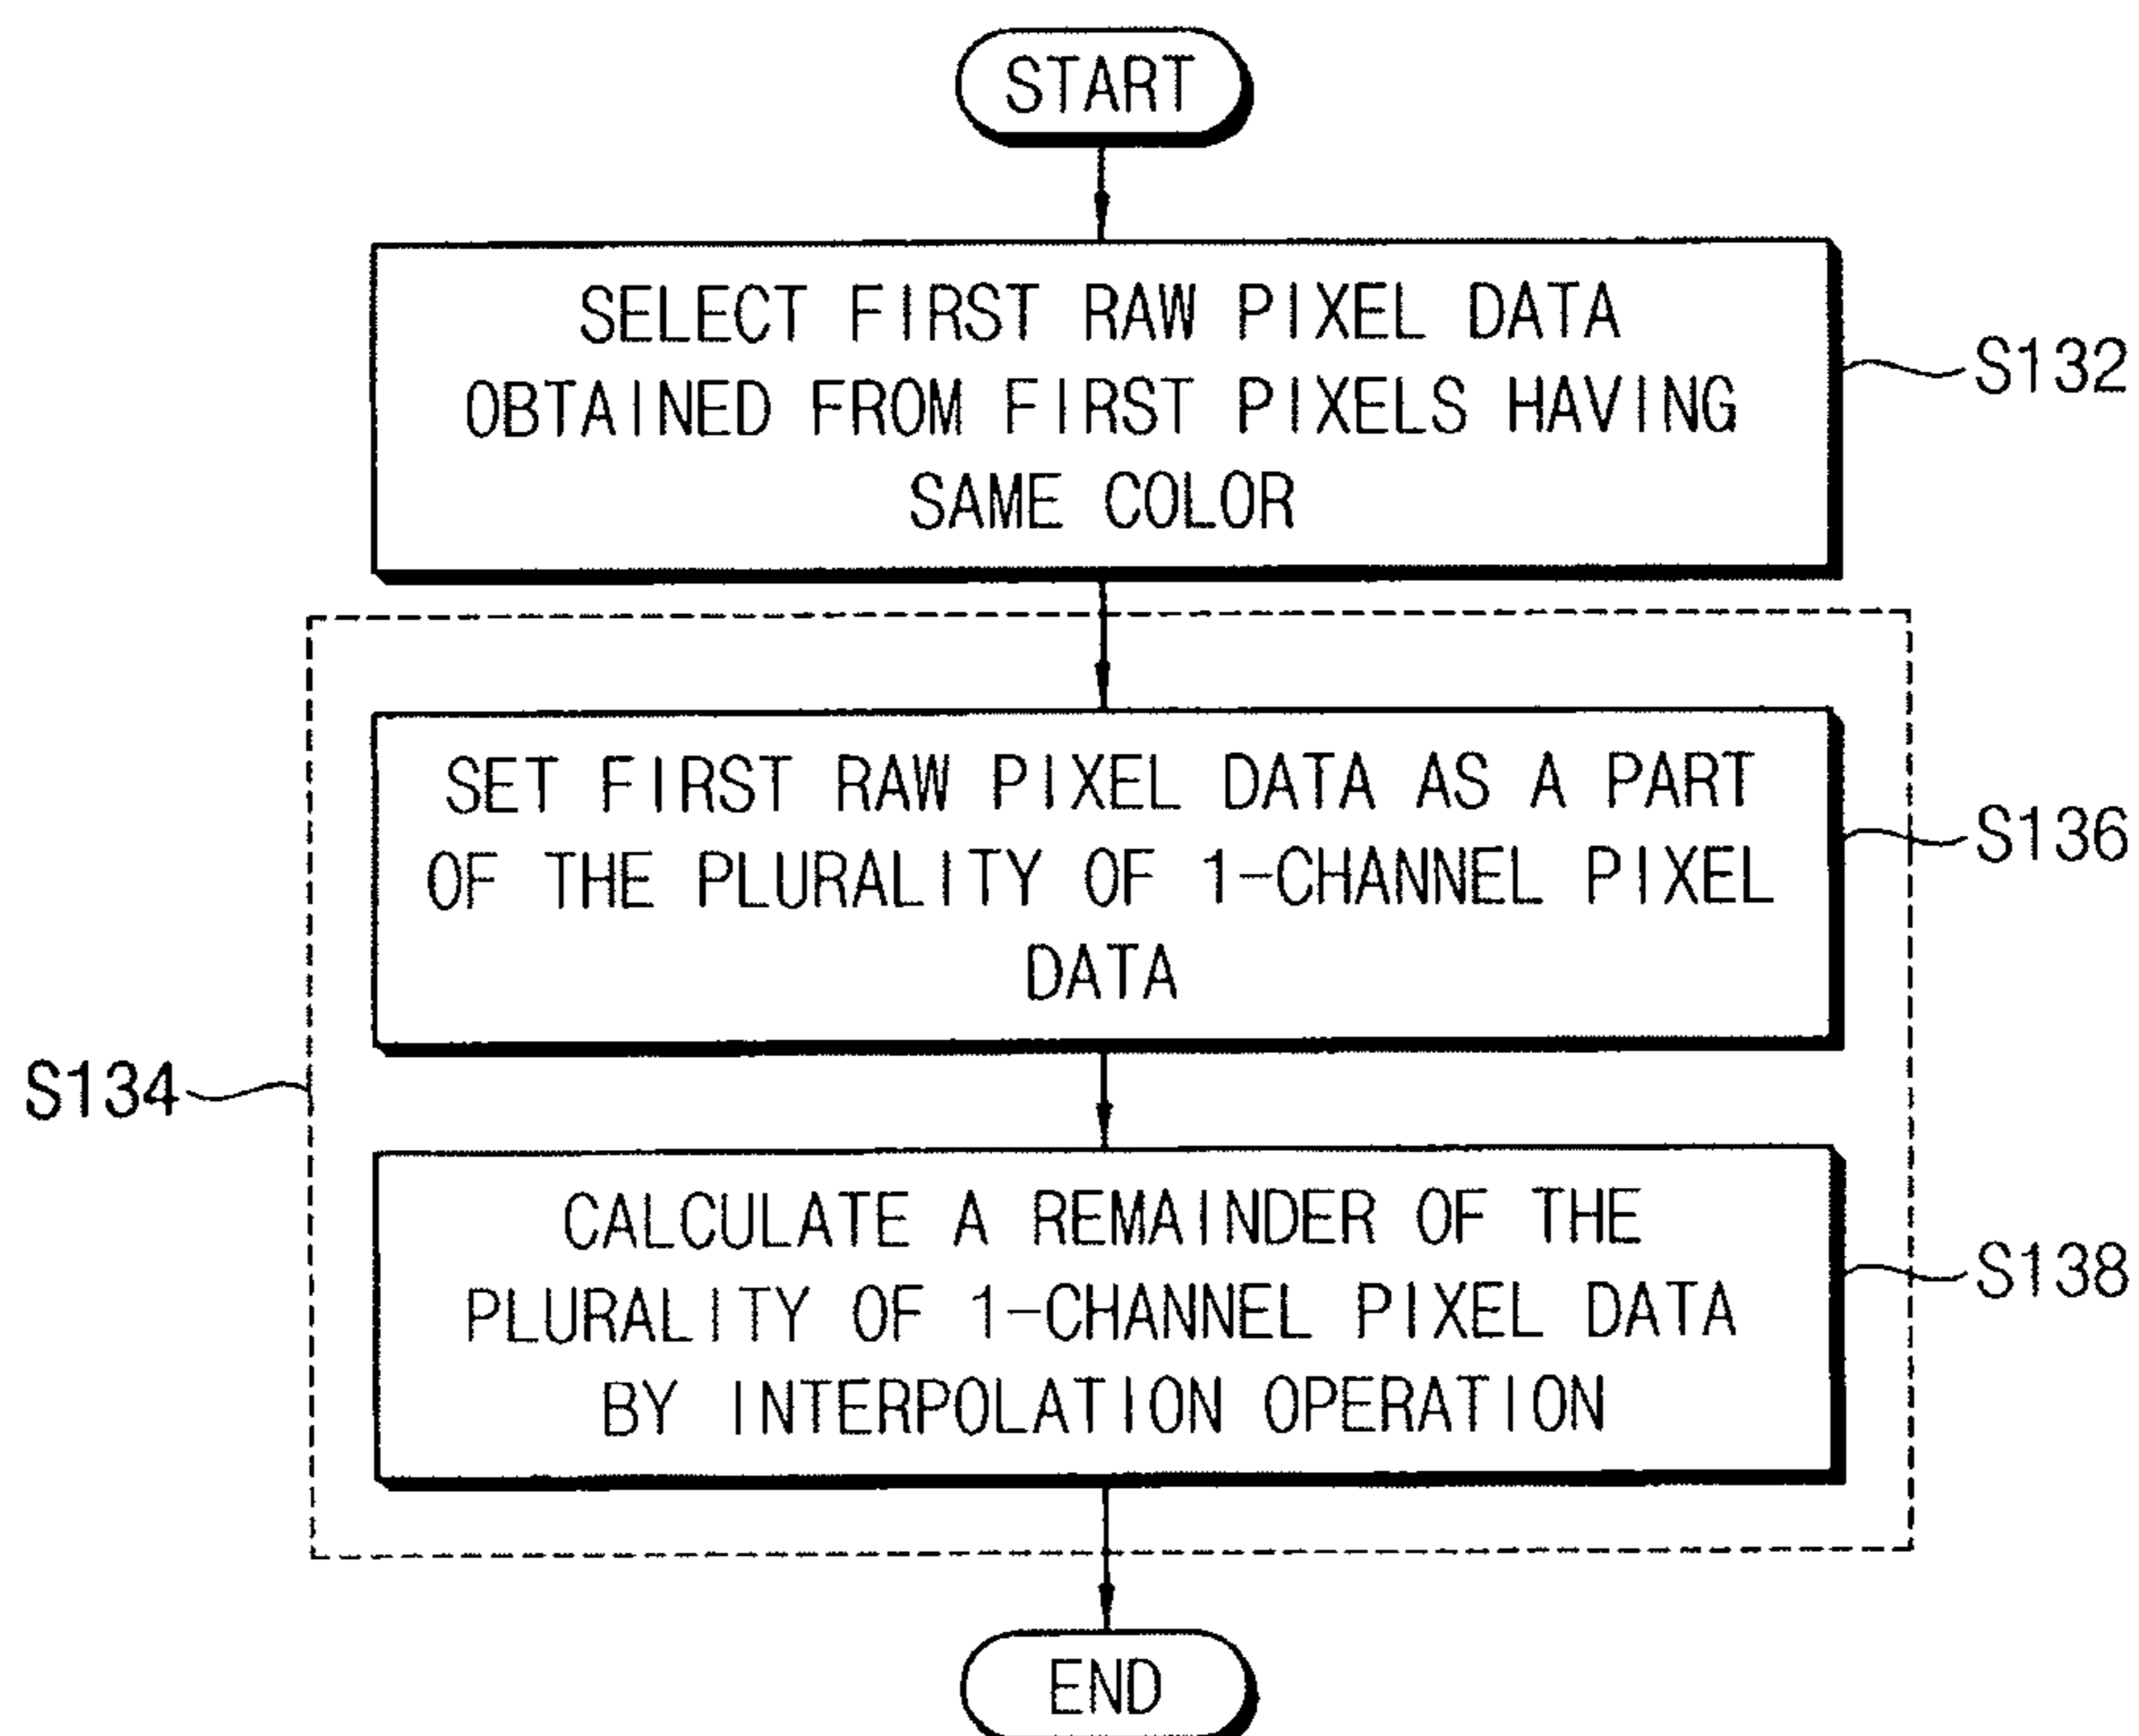 START
SELECT FIRST RAW PIXEL DATA
OBTAINED FROM FIRST PIXELS HAVING
SAME COLOR
S132
SET FIRST RAW PIXEL DATA AS A PART
OF THE PLURALITY OF 1-CHANNEL PIXEL
DATA
S136
S134
CALCULATE A REMAINDER OF THE
PLURALITY OF 1-CHANNEL PIXEL DATA
BY INTERPOLATION OPERATION
S138
END